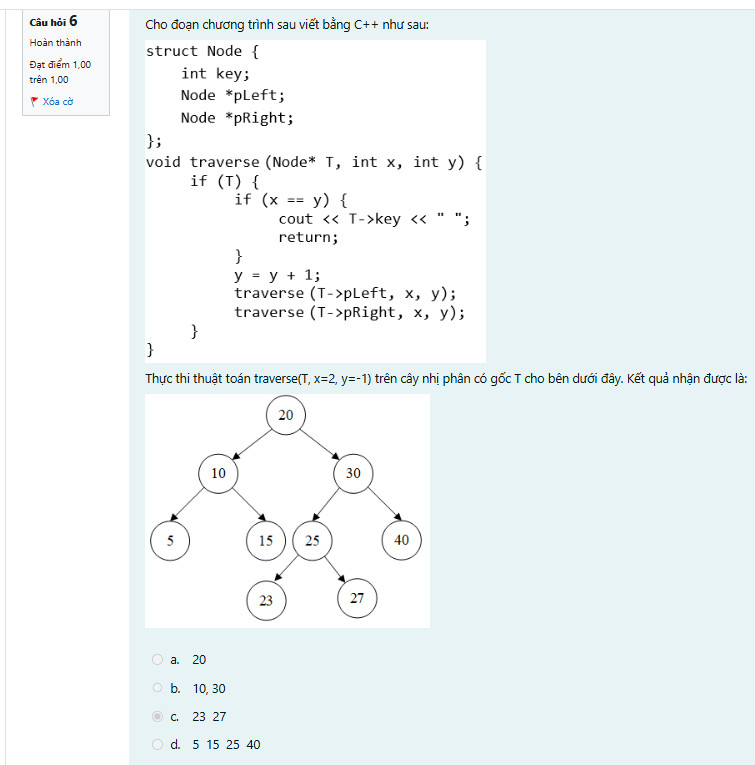 Câu hỏi 6
Hoàn thành
Đạt điểm 1,00
trên 1,00
Xóa cờ
Cho đoạn chương trình sau viết bằng C++ như sau:
struct Node {
    int key;
    Node *pLeft;
    Node *pRight;
};
void traverse (Node* T, int x, int y) {
    if (T) {
        if (x == y) {
            cout << T->key << " ";
            return;
        }
        y = y + 1;
        traverse (T->pLeft, x, y);
        traverse (T->pRight, x, y);
    }
}
Thực thi thuật toán traverse(T, x=2, y=-1) trên cây nhị phân có gốc T cho bên dưới đây. Kết quả nhận được là:
20
10 30
5 15 25 40
23 27
a. 20
b. 10, 30
c. 23 27
d. 5 15 25 40